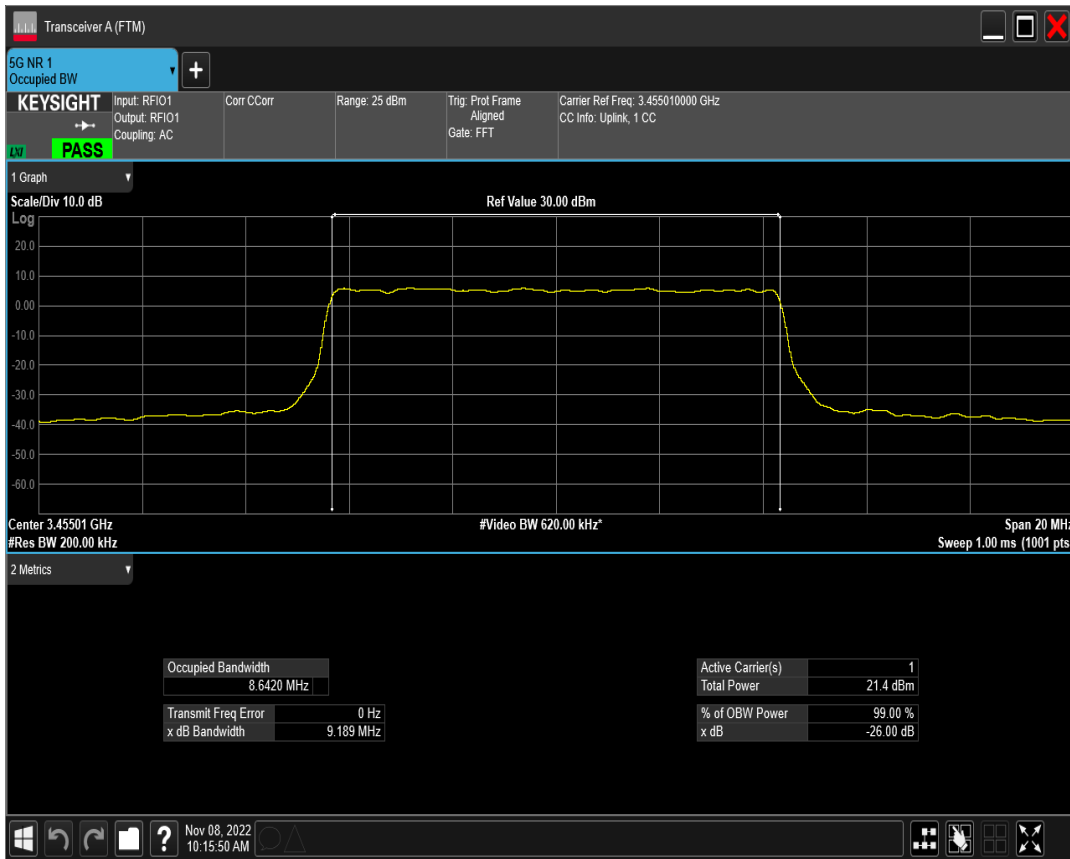 Transceiver A (FTM)
5G NR 1
Occupied BW
+
KEYSIGHT
LXI
PASS
Input: RFIO1
Output: RFIO1
Coupling: AC
Corr CCorr
Range: 25 dBm
Trig: Prot Frame
Aligned
Gate: FFT
Carrier Ref Freq: 3.455010000 GHz
CC Info: Uplink, 1 CC
1 Graph
Scale/Div 10.0 dB
Ref Value 30.00 dBm
Log
20.0
10.0
0.00
-10.0
-20.0
-30.0
-40.0
-50.0
-60.0
Center 3.45501 GHz
#Video BW 620.00 kHz*
Span 20 MHz
#Res BW 200.00 kHz
Sweep 1.00 ms (1001 pts
2 Metrics
Occupied Bandwidth
8.6420 MHz
Transmit Freq Error 0 Hz
x dB Bandwidth 9.189 MHz
Active Carrier(s) 1
Total Power 21.4 dBm
% of OBW Power 99.00 %
x dB -26.00 dB
?
Nov 08, 2022
10:15:50 AM